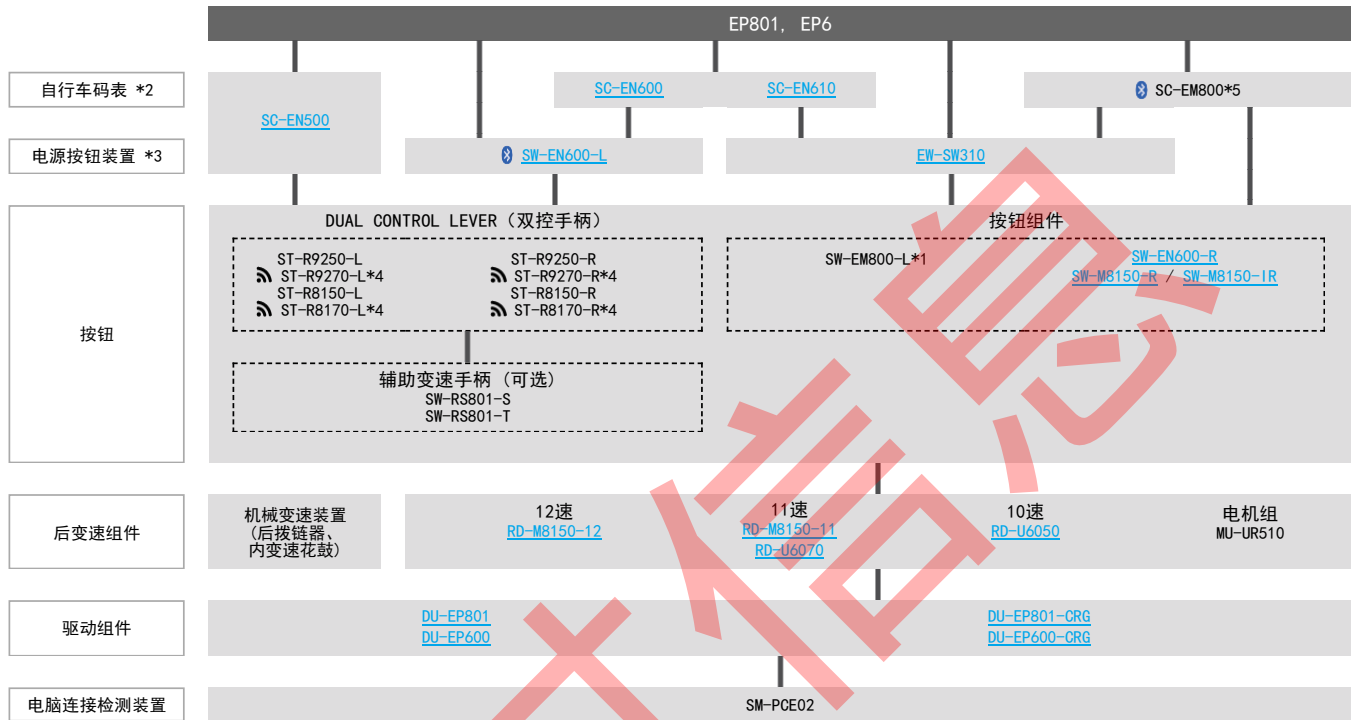 EP801, EP6
自行车码表 *2
SC-EN500
SC-EN600
SC-EN610
SC-EM800*5
电源按钮装置 *3
SW-EN600-L
EW-SW310
按钮
DUAL CONTROL LEVER（双控手柄）
ST-R9250-L
ST-R9270-L*4
ST-R8150-L
ST-R8170-L*4
ST-R9250-R
ST-R9270-R*4
ST-R8150-R
ST-R8170-R*4
辅助变速手柄 (可选)
SW-RS801-S
SW-RS801-T
按钮组件
SW-EM800-L*1
SW-EN600-R
SW-M8150-R / SW-M8150-IR
后变速组件
机械变速装置
(后拨链器、
内变速花鼓)
12速
RD-M8150-12
11速
RD-M8150-11
RD-U6070
10速
RD-U6050
电机组
MU-UR510
驱动组件
DU-EP801
DU-EP600
DU-EP801-CRG
DU-EP600-CRG
电脑连接检测装置
SM-PCE02
信息